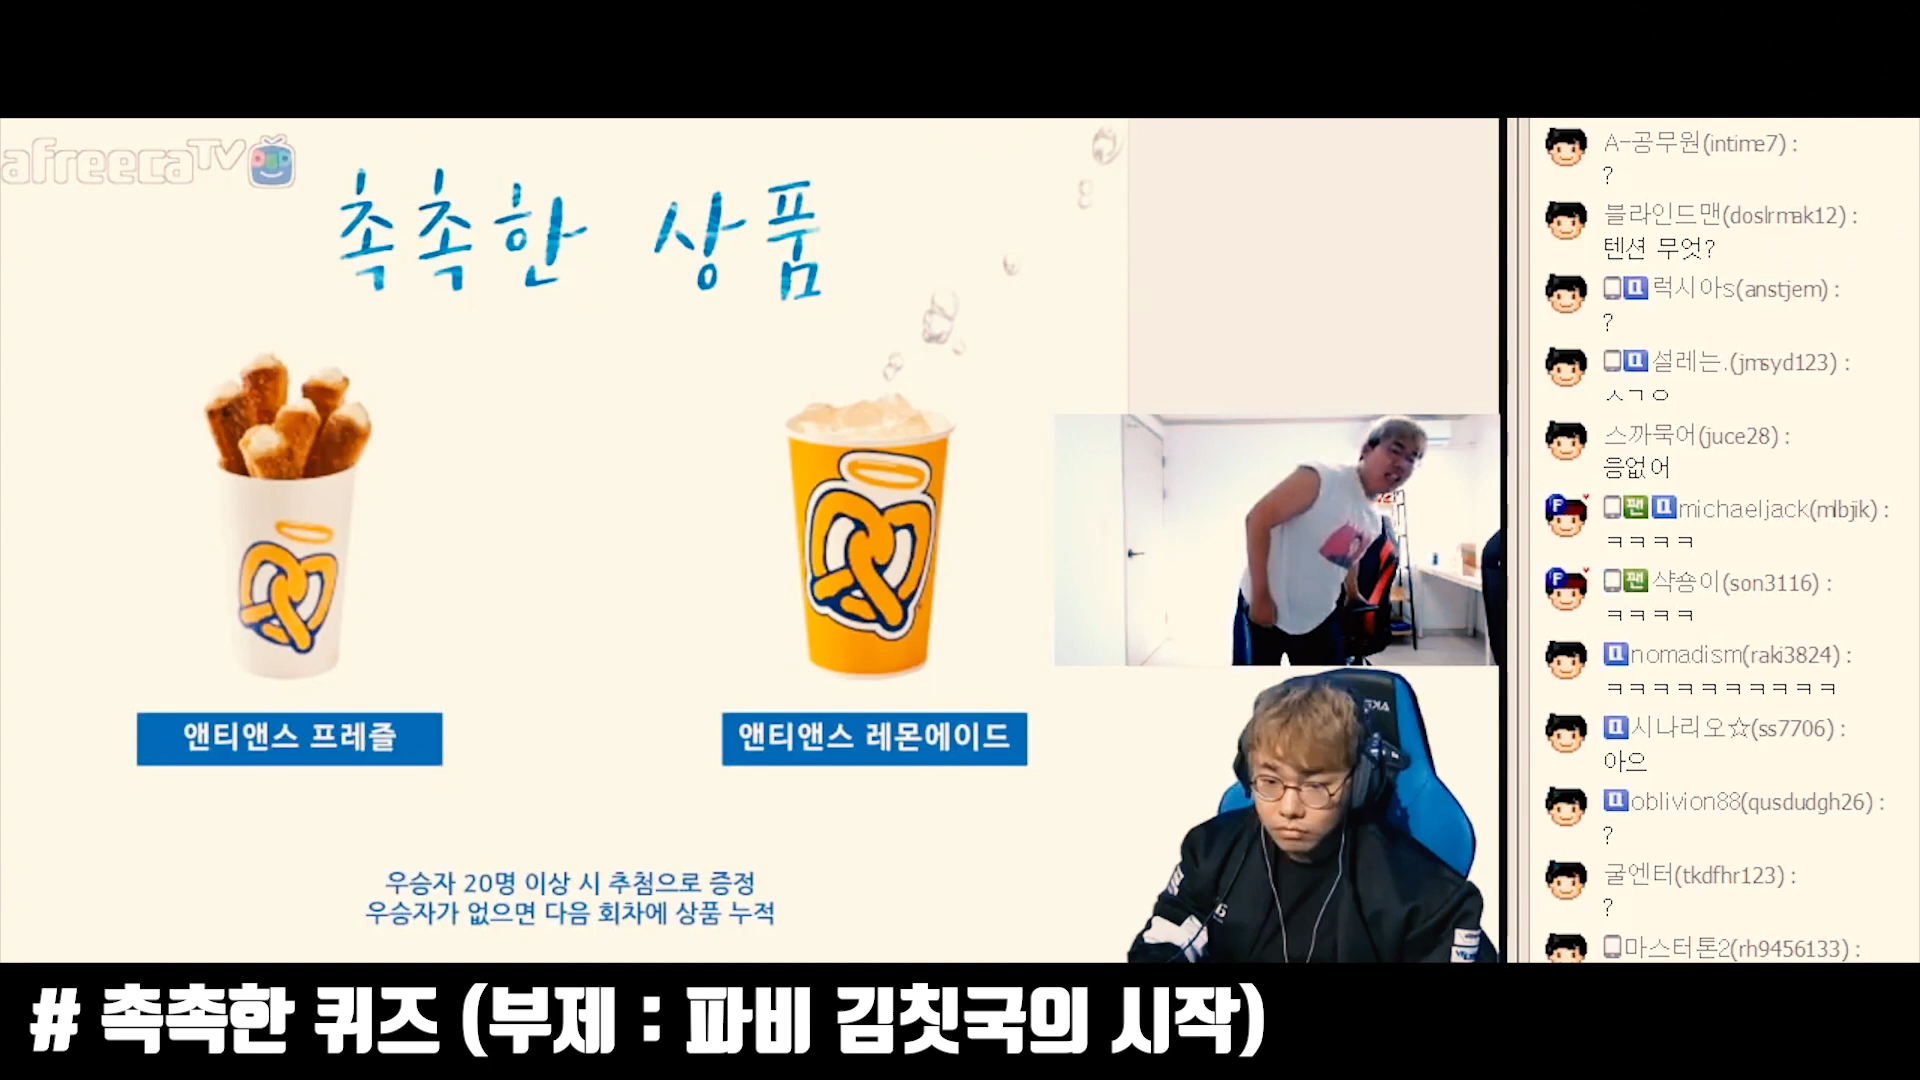 afreecaTV
촉촉한 상품
앤티앤스 프레즐
앤티앤스 레몬에이드
우승자 20명 이상 시 추첨으로 증정
우승자가 없으면 다음 회차에 상품 누적
A-공무원(intime7) :
?
블라인드맨(doslrmak12) :
텐션 무엇?
럭시아s(anstjem) :
?
설레는.(jmsyd123) :
ㅅㄱㅇ
스까묵어(juce28) :
음없어
팬 michaeljack(mlbjik) :
ㅋㅋㅋㅋ
팬 샥숑이(son3116) :
ㅋㅋㅋㅋ
nomadism(raki3824) :
ㅋㅋㅋㅋㅋㅋㅋㅋㅋㅋ
시나리오☆(ss7706) :
아으
oblivion88(qusdudgh26) :
?
굴엔터(tkdfhr123) :
?
마스터톤2(rh9456133) :
# 촉촉한 퀴즈 (부제 : 파비 김칫국의 시작)